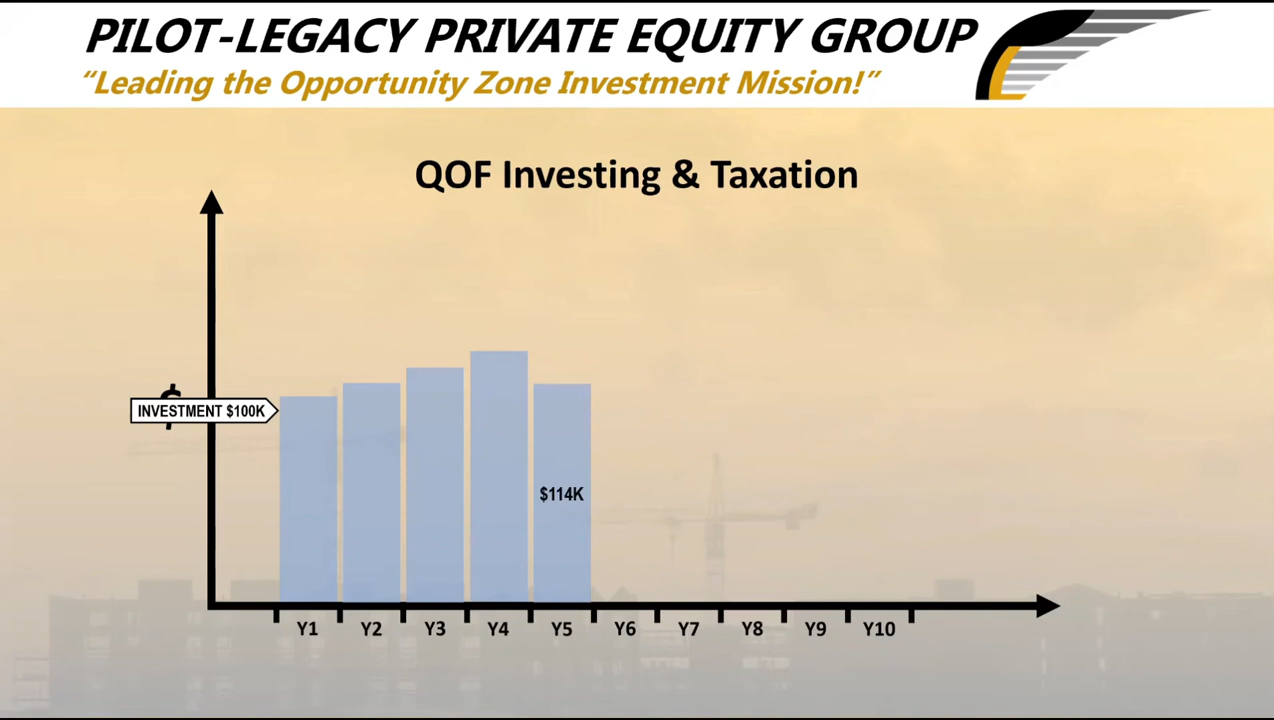 PILOT-LEGACY PRIVATE EQUITY GROUP
“Leading the Opportunity Zone Investment Mission!”
QOF Investing & Taxation
$
INVESTMENT $100K
$114K
Y1 Y2 Y3 Y4 Y5 Y6 Y7 Y8 Y9 Y10